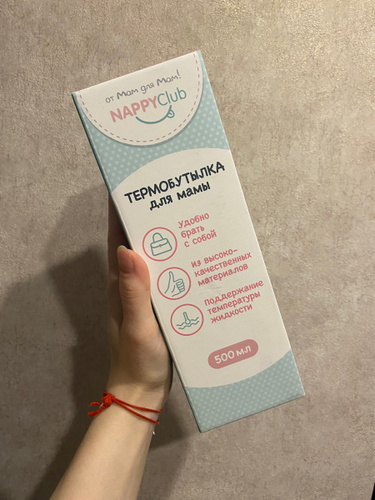 от Мам для Мам!
NAPPYClub
ТЕРМОБУТЫЛКА
для мамы
Удобно
брать
с собой
из высоко-
качественных
материалов
Поддержание
температуры
жидкости
500 мл